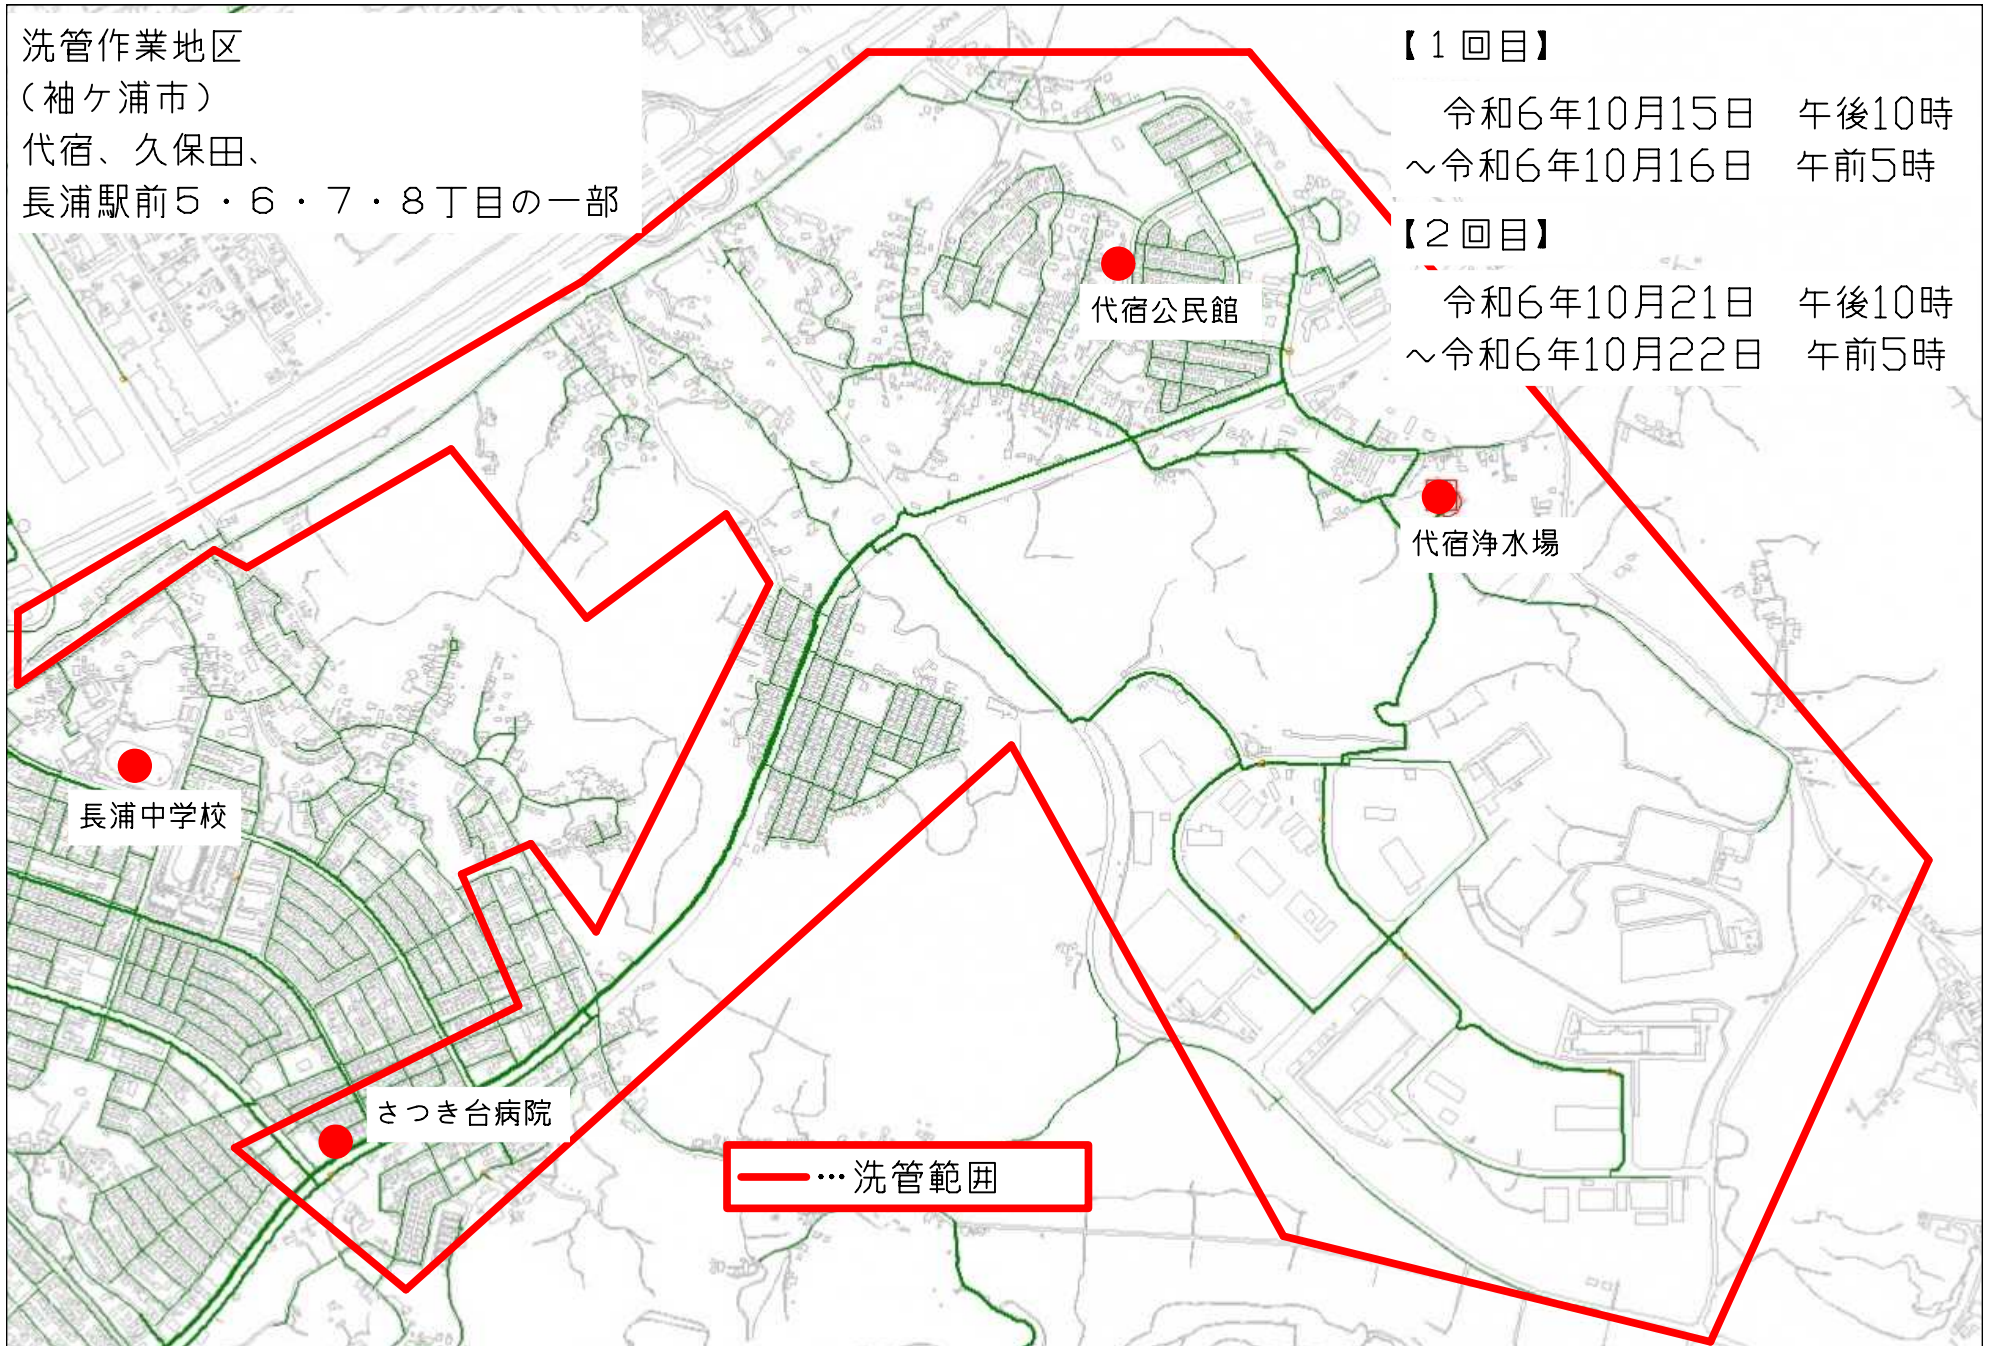 洗管作業地区
（袖ケ浦市）
代宿、久保田、
長浦駅前５・６・７・８丁目の一部
【１回目】
令和6年10月15日　午後10時
～令和6年10月16日　午前5時
【２回目】
令和6年10月21日　午後10時
～令和6年10月22日　午前5時
代宿公民館
代宿浄水場
長浦中学校
さつき台病院
…洗管範囲